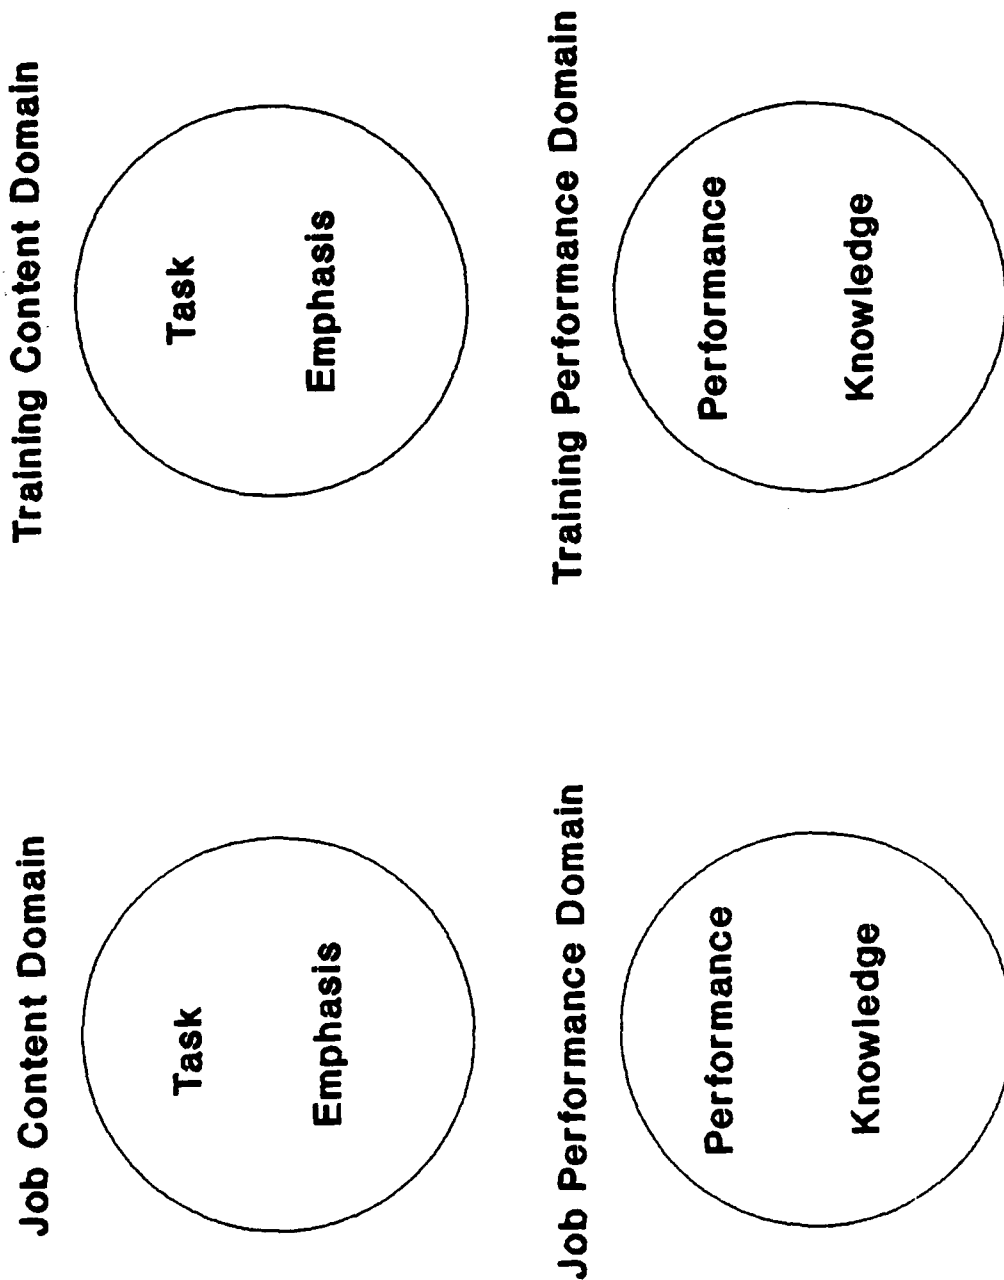 Job Content Domain
Task
Emphasis
Training Content Domain
Task
Emphasis
Job Performance Domain
Performance
Knowledge
Training Performance Domain
Performance
Knowledge